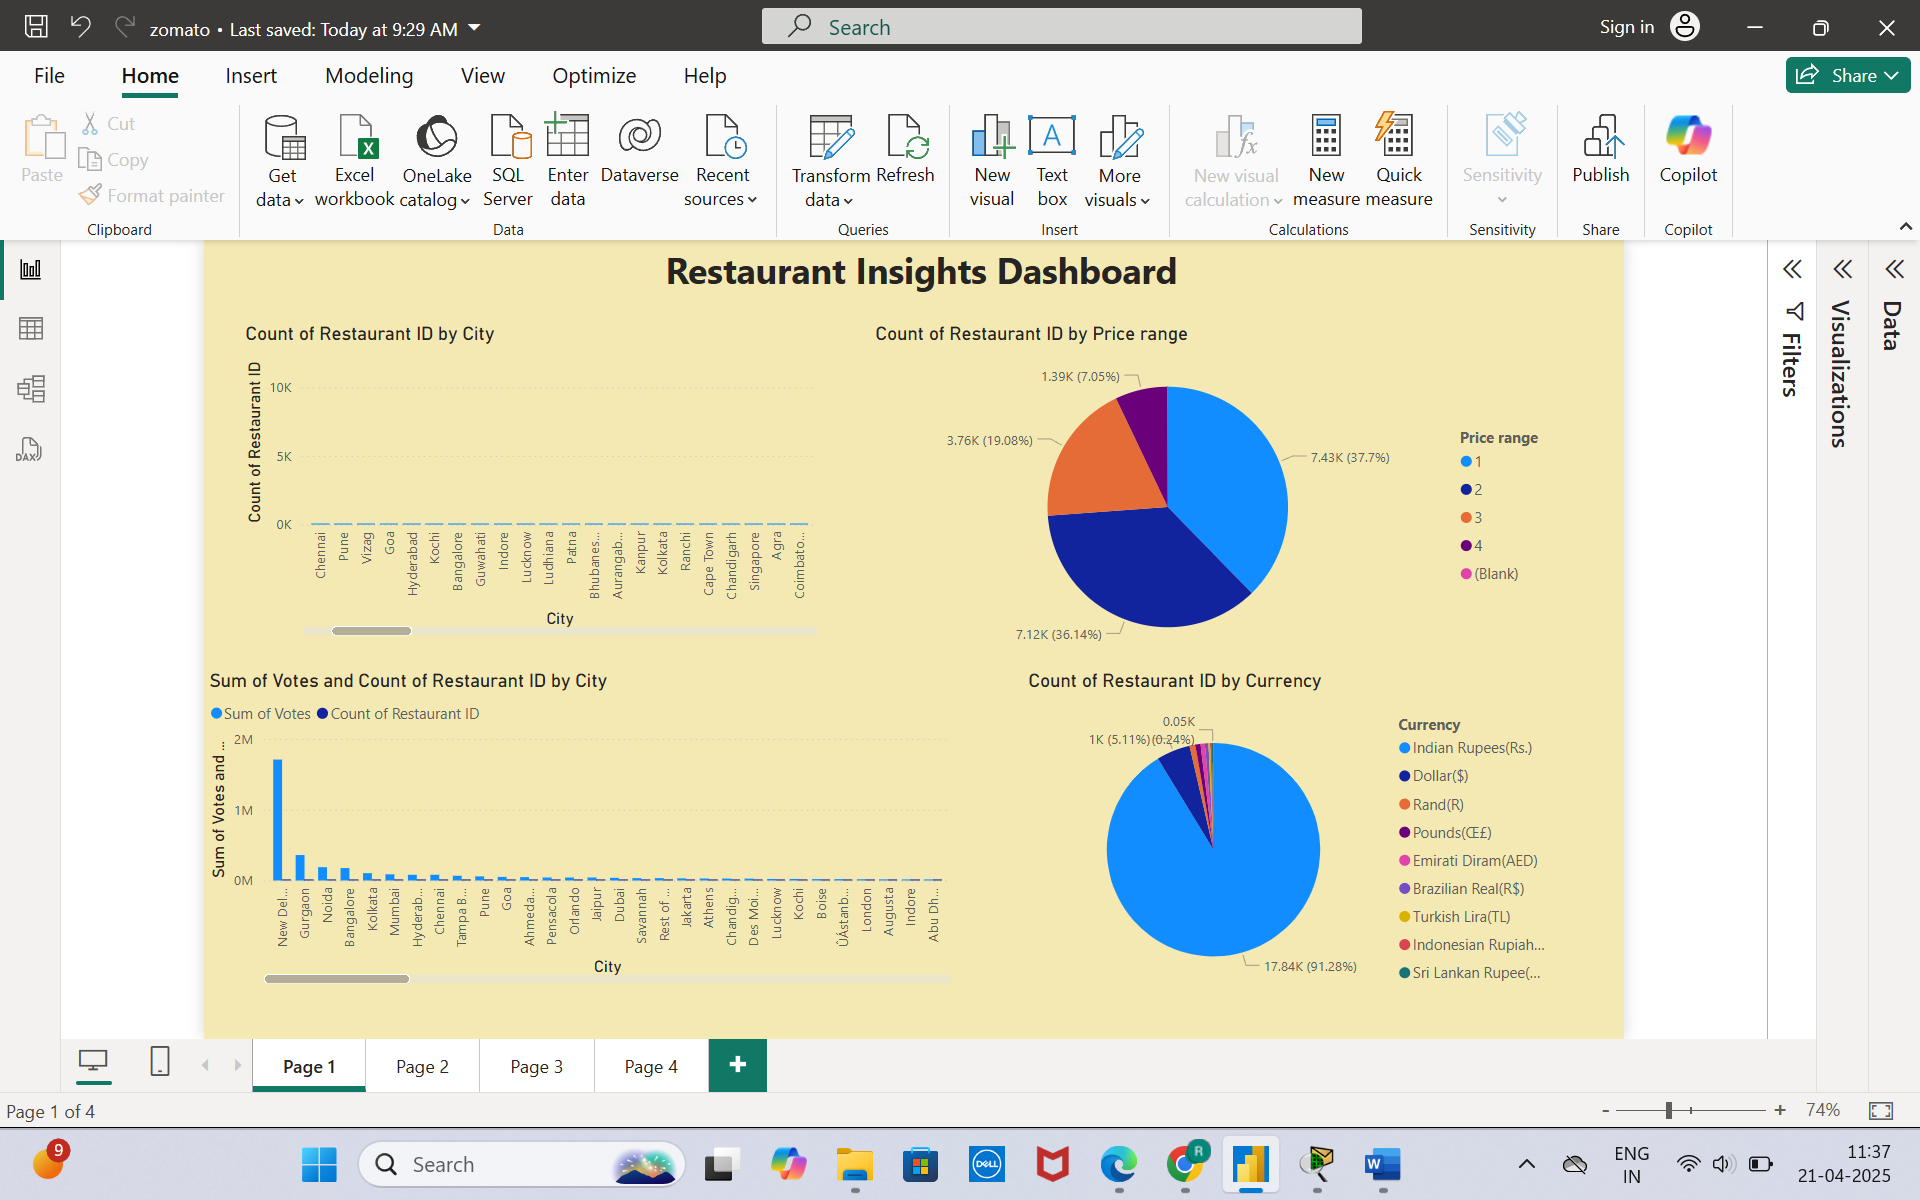 zomato • Last saved: Today at 9:29 AM
Search
Sign in
File Home Insert Modeling View Optimize Help
Share
Paste
Cut
Copy
Format painter
Clipboard
Get data
Excel workbook
OneLake catalog
SQL Server
Enter data
Dataverse
Recent sources
Data
Transform data
Refresh
Queries
New visual
Text box
More visuals
Insert
New visual calculation
New measure
Quick measure
Calculations
Sensitivity
Sensitivity
Publish
Share
Copilot
Copilot
Restaurant Insights Dashboard
Count of Restaurant ID by City
Count of Restaurant ID
10K
5K
0K
Chennai
Pune
Vizag
Goa
Hyderabad
Kochi
Bangalore
Guwahati
Indore
Lucknow
Ludhiana
Patna
Bhubanes...
Aurangab...
Kanpur
Kolkata
Ranchi
Cape Town
Chandigarh
Singapore
Agra
Coimbato...
City
Count of Restaurant ID by Price range
1.39K (7.05%)
3.76K (19.08%)
7.43K (37.7%)
7.12K (36.14%)
Price range
1
2
3
4
(Blank)
Sum of Votes and Count of Restaurant ID by City
Sum of Votes Count of Restaurant ID
Sum of Votes and ...
2M
1M
0M
New Del...
Gurgaon
Noida
Bangalore
Kolkata
Mumbai
Hyderab...
Chennai
Tampa B...
Pune
Goa
Ahmeda...
Pensacola
Orlando
Jaipur
Dubai
Savannah
Rest of ...
Jakarta
Athens
Chandig...
Des Moi...
Lucknow
Kochi
Boise
ÛÁstanb...
London
Augusta
Indore
Abu Dh...
City
Count of Restaurant ID by Currency
0.05K
1K (5.11%) (0.24%)
17.84K (91.28%)
Currency
Indian Rupees(Rs.)
Dollar($)
Rand(R)
Pounds(Œ£)
Emirati Diram(AED)
Brazilian Real(R$)
Turkish Lira(TL)
Indonesian Rupiah...
Sri Lankan Rupee(...
Filters
Visualizations
Data
DAX
Page 1
Page 2
Page 3
Page 4
Page 1 of 4
- + 74%
9
Search
DELL
R
W
ENG
IN
11:37
21-04-2025